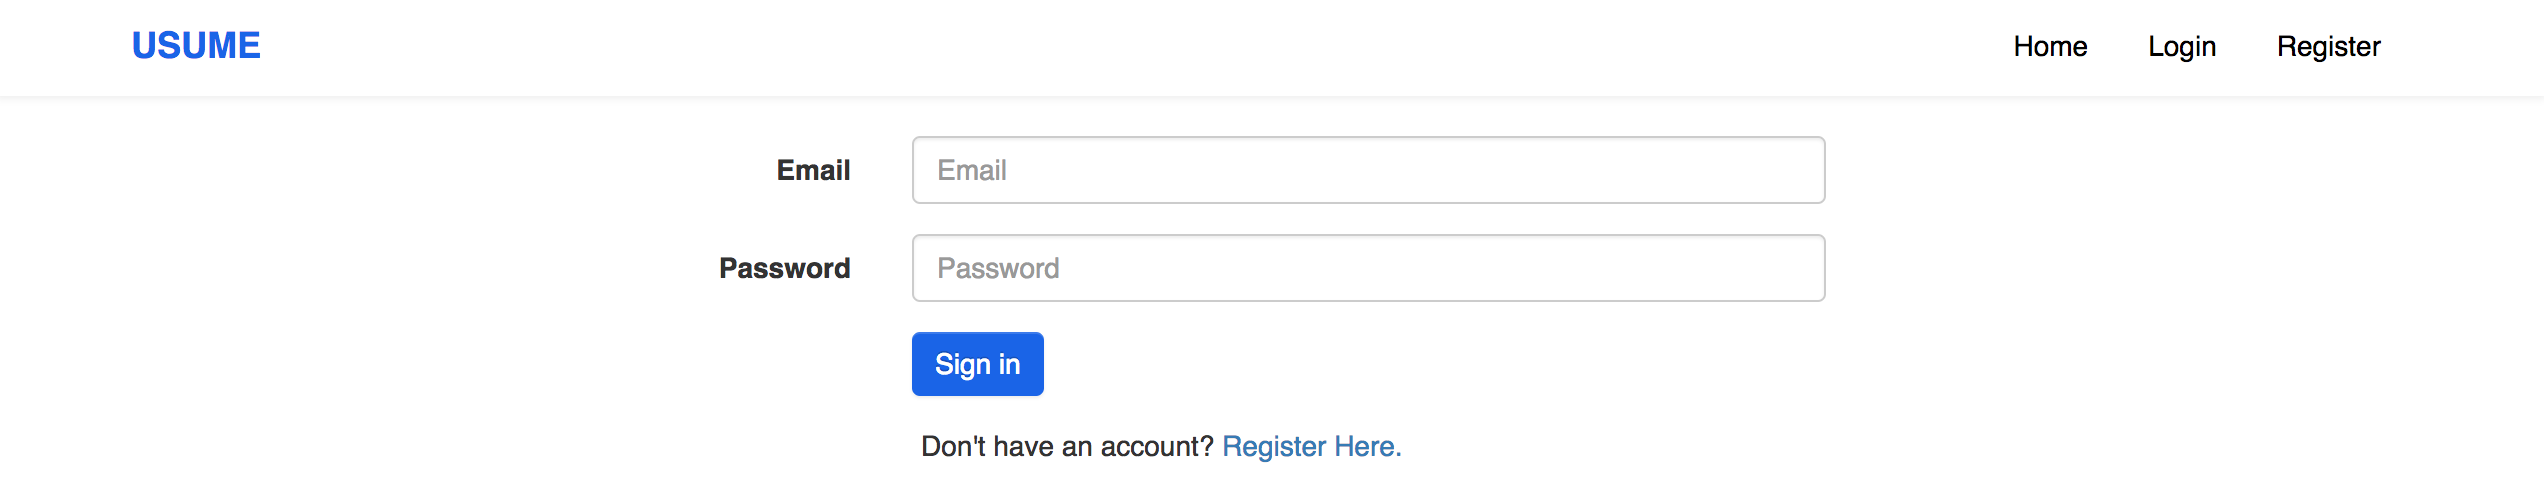 USUME Home Login Register
Email Email
Password Password
Sign in
Don't have an account? Register Here.